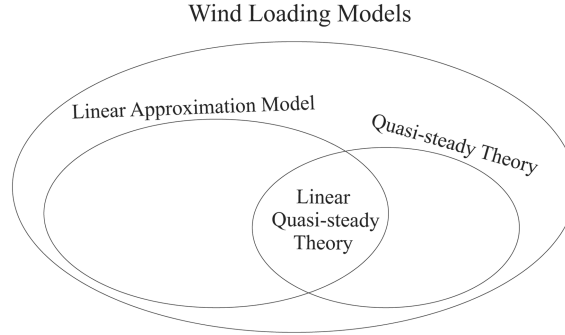 Wind Loading Models
Linear Approximation Model
Quasi-steady Theory
Linear
Quasi-steady
Theory